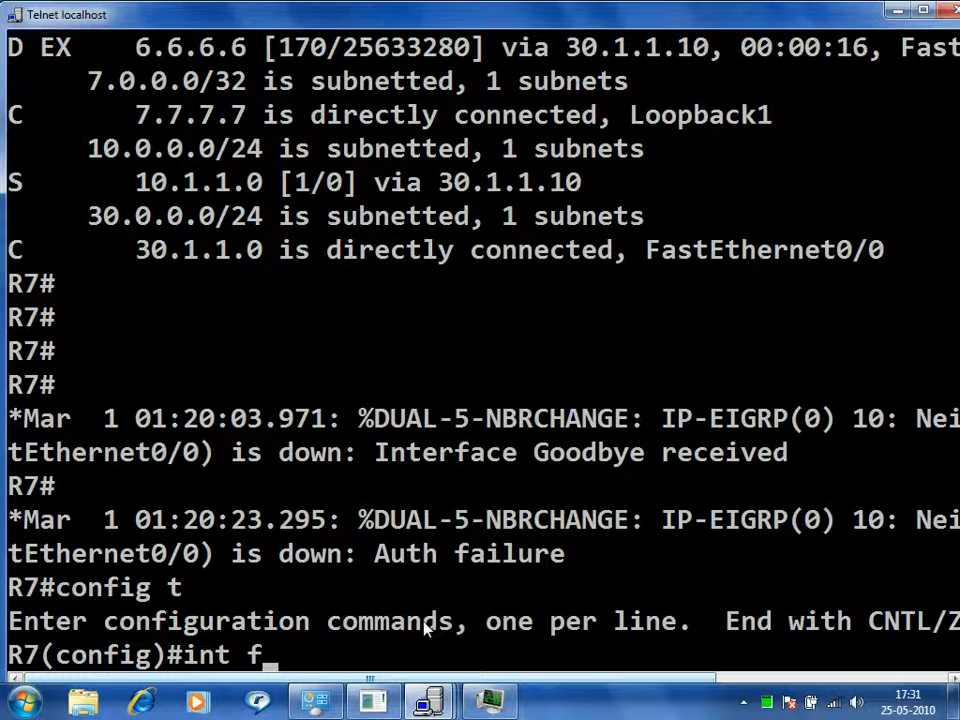 Telnet localhost
D EX     6.6.6.6 [170/25633280] via 30.1.1.10, 00:00:16, Fast
     7.0.0.0/32 is subnetted, 1 subnets
C       7.7.7.7 is directly connected, Loopback1
     10.0.0.0/24 is subnetted, 1 subnets
S       10.1.1.0 [1/0] via 30.1.1.10
     30.0.0.0/24 is subnetted, 1 subnets
C       30.1.1.0 is directly connected, FastEthernet0/0
R7#
R7#
R7#
R7#
*Mar  1 01:20:03.971: %DUAL-5-NBRCHANGE: IP-EIGRP(0) 10: Nei
tEthernet0/0) is down: Interface Goodbye received
R7#
*Mar  1 01:20:23.295: %DUAL-5-NBRCHANGE: IP-EIGRP(0) 10: Nei
tEthernet0/0) is down: Auth failure
R7#config t
Enter configuration commands, one per line.  End with CNTL/Z
R7(config)#int f_
17:31
25-05-2010